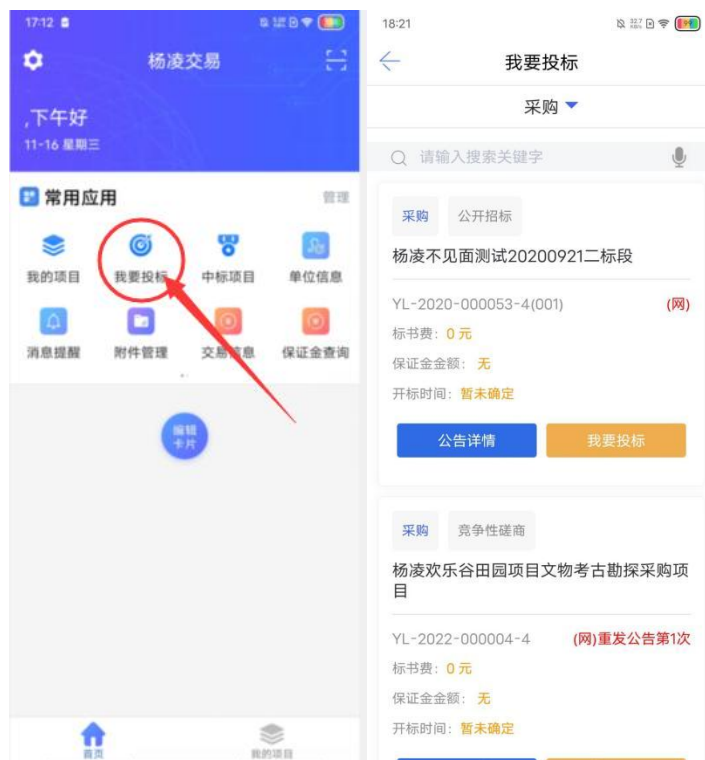 17:12
杨凌交易
,下午好
11-16 星期三
常用应用
管理
我的项目
我要投标
中标项目
单位信息
消息提醒
附件管理
交易信息
保证金查询
编辑
卡片
首页
我的项目
18:21
我要投标
采购
请输入搜索关键字
采购 公开招标
杨凌不见面测试20200921二标段
YL-2020-000053-4(001) (网)
标书费: 0 元
保证金金额: 无
开标时间: 暂未确定
公告详情 我要投标
采购 竞争性磋商
杨凌欢乐谷田园项目文物考古勘探采购项
目
YL-2022-000004-4 (网)重发公告第1次
标书费: 0 元
保证金金额: 无
开标时间: 暂未确定